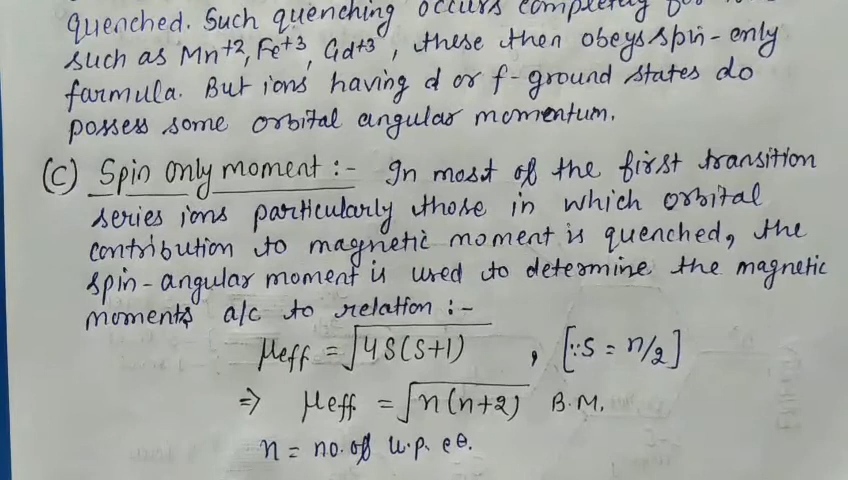 quenched. Such quenching occurs completely
such as Mn+2, Fe+3, Gd+3, these then obeys spin-only
farmula. But ions having d or f-ground states do
possess some orbital angular momentum.
(C) Spin only moment :- In most of the first transition
series ions particularly those in which orbital
contribution to magnetic moment is quenched, the
spin-angular moment is used to determine the magnetic
moments a/c to relation :-
μeff = √4S(S+1) , [∵S = n/2]
⇒ μeff = √n(n+2) B.M.
n = no. of u.p. e⊖.